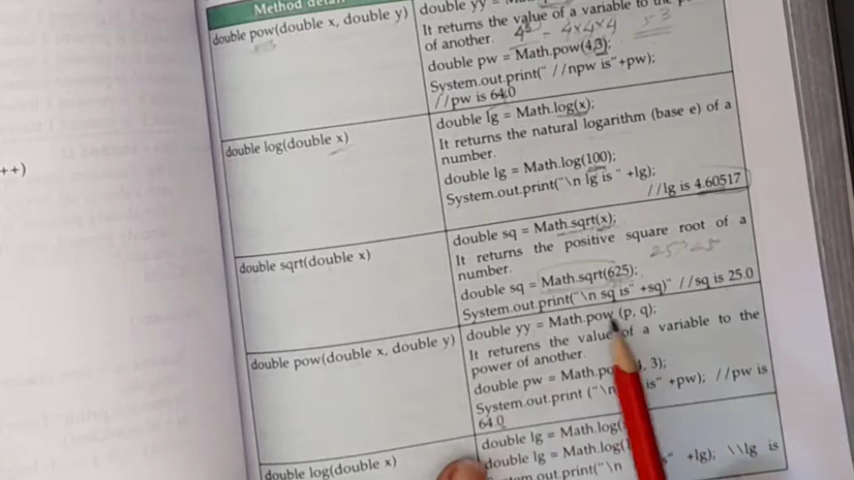 Method detail
++)
double pow(double x, double y)
double yy =
It returns the value of a variable to the
of another. 4³ = 4×4×4 5³
double pw = Math.pow(4,3);
System.out.print(" //npw is"+pw);
//pw is 64.0
double log(double x)
double lg = Math.log(x);
It returns the natural logarithm (base e) of a
number.
double lg = Math.log(100);
System.out.print("\n lg is " +lg);
//lg is 4.60517
double sqrt(double x)
double sq = Math.sqrt(x);
It returns the positive square root of a
number.
double sq = Math.sqrt(625);
System.out.print("\n sq is" +sq)" //sq is 25.0
double pow(double x, double y)
double yy = Math.pow (p, q);
It returens the value of a variable to the
power of another.
double pw = Math. 3);
System.out.print ("\n is" +pw); //pw is
64.0
double log(double x)
double lg = Math.log(
double lg = Math.log(
System.out.print("\n +lg); \\lg is